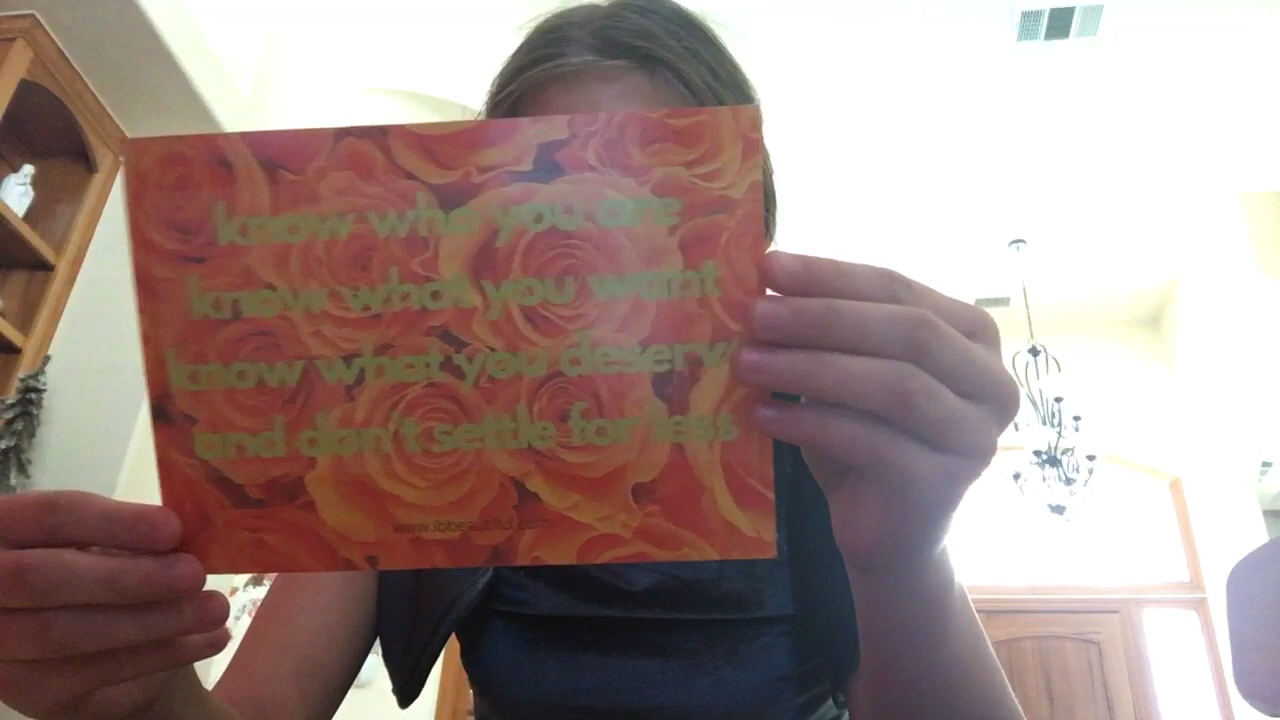 know who you are
know what you want
know what you deserve
and don't settle for less